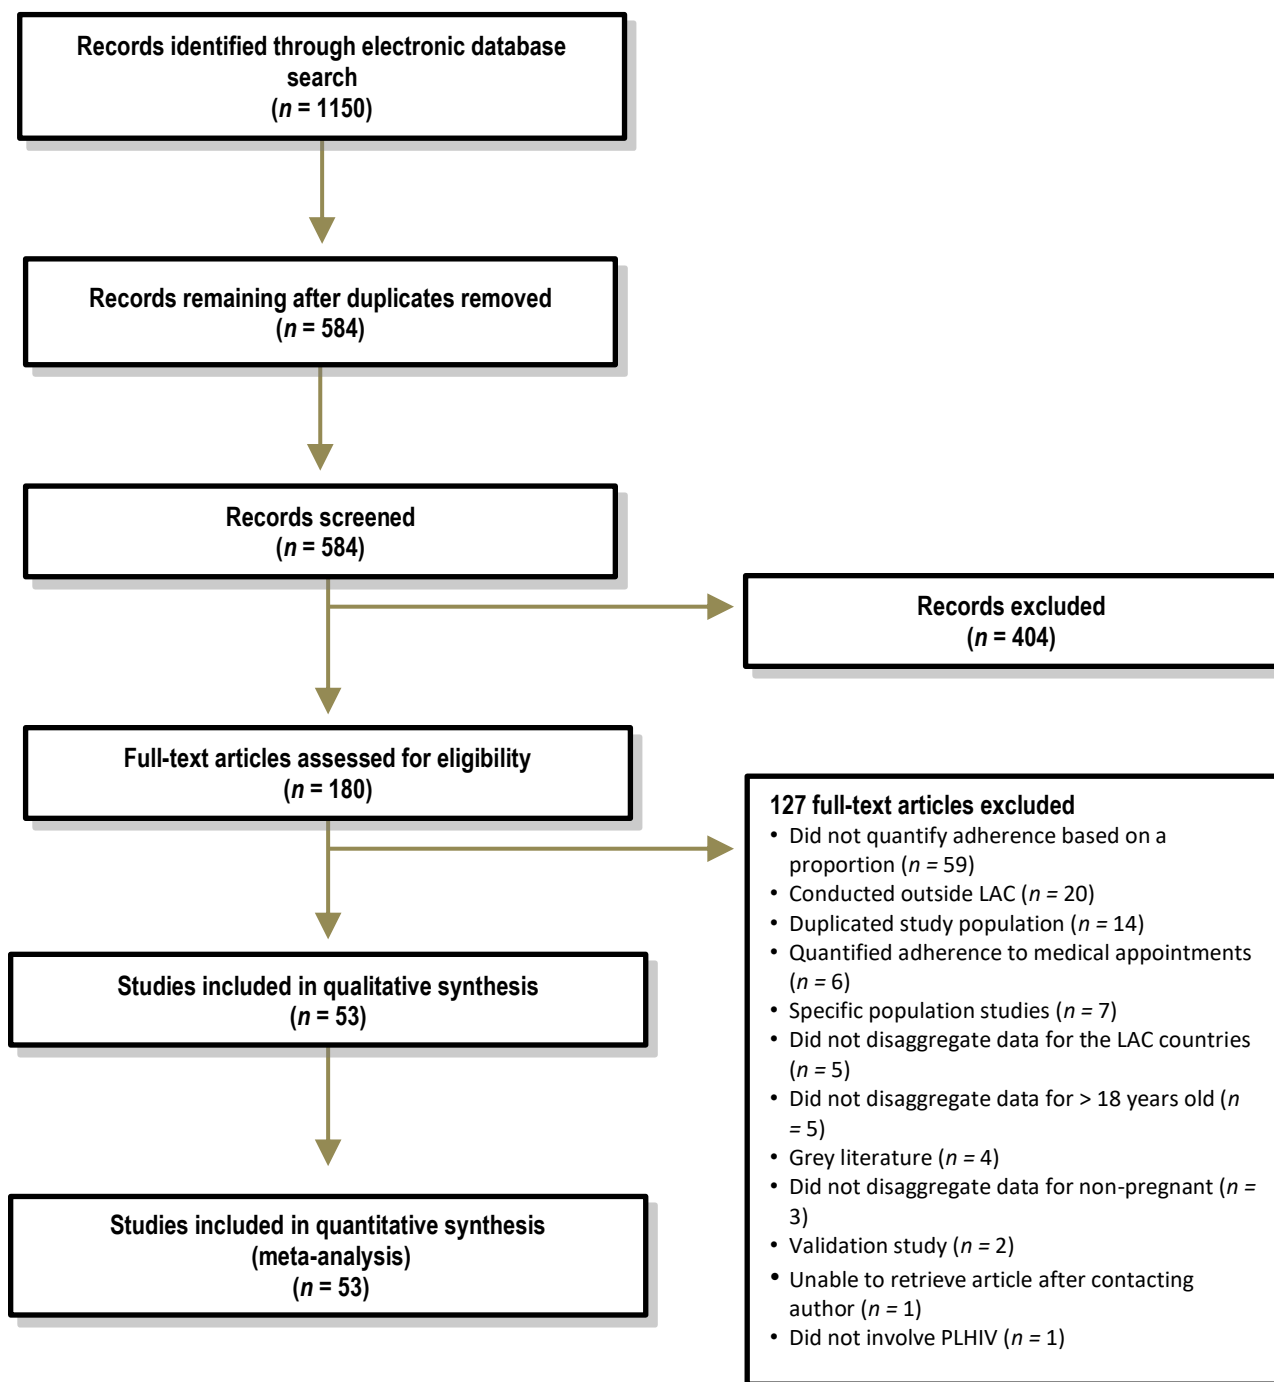 Records identified through electronic database
search
(n = 1150)
Records remaining after duplicates removed
(n = 584)
Records screened
(n = 584)
Records excluded
(n = 404)
Full-text articles assessed for eligibility
(n = 180)
127 full-text articles excluded
• Did not quantify adherence based on a
proportion (n = 59)
• Conducted outside LAC (n = 20)
• Duplicated study population (n = 14)
• Quantified adherence to medical appointments
(n = 6)
• Specific population studies (n = 7)
• Did not disaggregate data for the LAC countries
(n = 5)
• Did not disaggregate data for > 18 years old (n
= 5)
• Grey literature (n = 4)
• Did not disaggregate data for non-pregnant (n =
3)
• Validation study (n = 2)
• Unable to retrieve article after contacting
author (n = 1)
• Did not involve PLHIV (n = 1)
Studies included in qualitative synthesis
(n = 53)
Studies included in quantitative synthesis
(meta-analysis)
(n = 53)